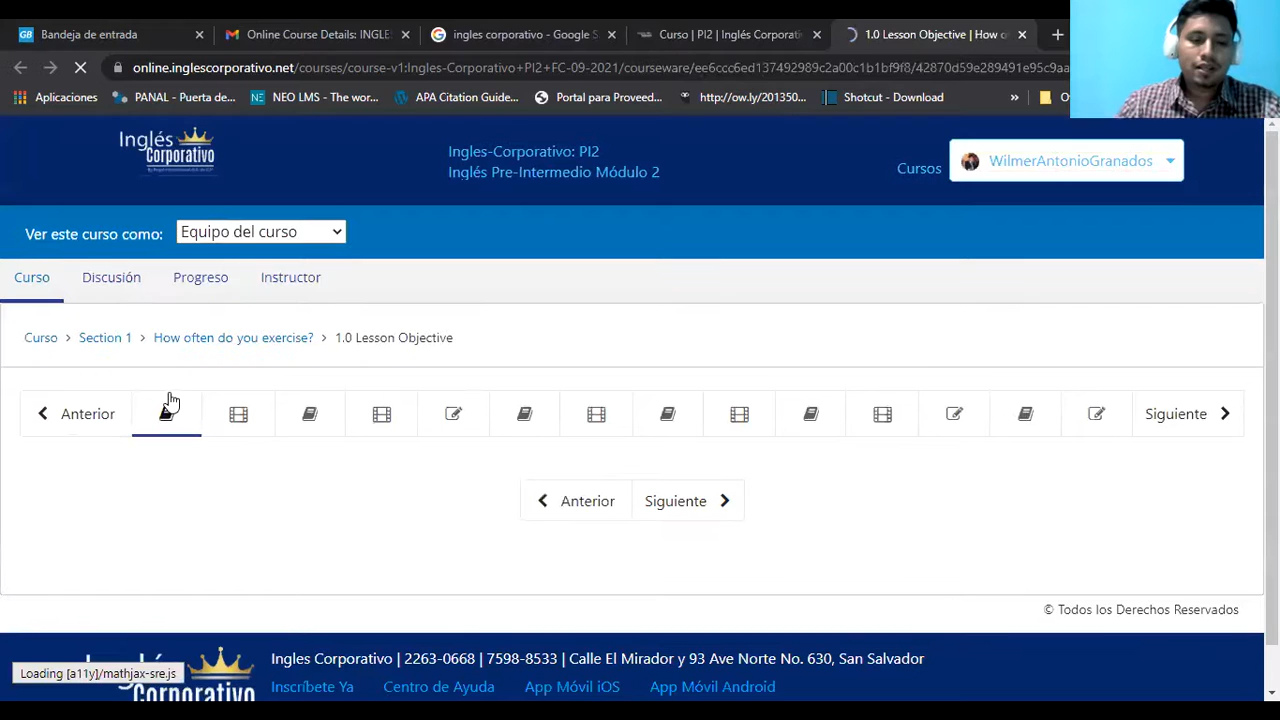 Bandeja de entrada
Online Course Details: INGLE
ingles corporativo - Google S
Curso | PI2 | Inglés Corporati
1.0 Lesson Objective | How o
online.inglescorporativo.net/courses/course-v1:Ingles-Corporativo+PI2+FC-09-2021/courseware/ee6ccc6ed137492989c2a00c1b1bf9f8/42870d59e289491e95c9aa
Aplicaciones
PANAL - Puerta de...
NEO LMS - The wor...
APA Citation Guide...
Portal para Proveed...
http://ow.ly/201350...
Shotcut - Download
»
Inglés
Corporativo
Ingles-Corporativo: PI2
Inglés Pre-Intermedio Módulo 2
Cursos
WilmerAntonioGranados
Ver este curso como:
Equipo del curso
Curso
Discusión
Progreso
Instructor
Curso > Section 1 > How often do you exercise? > 1.0 Lesson Objective
Anterior
Siguiente
Anterior
Siguiente
© Todos los Derechos Reservados
Ingles Corporativo | 2263-0668 | 7598-8533 | Calle El Mirador y 93 Ave Norte No. 630, San Salvador
Inscríbete Ya
Centro de Ayuda
App Móvil iOS
App Móvil Android
Loading [a11y]/mathjax-sre.js
Corporativo